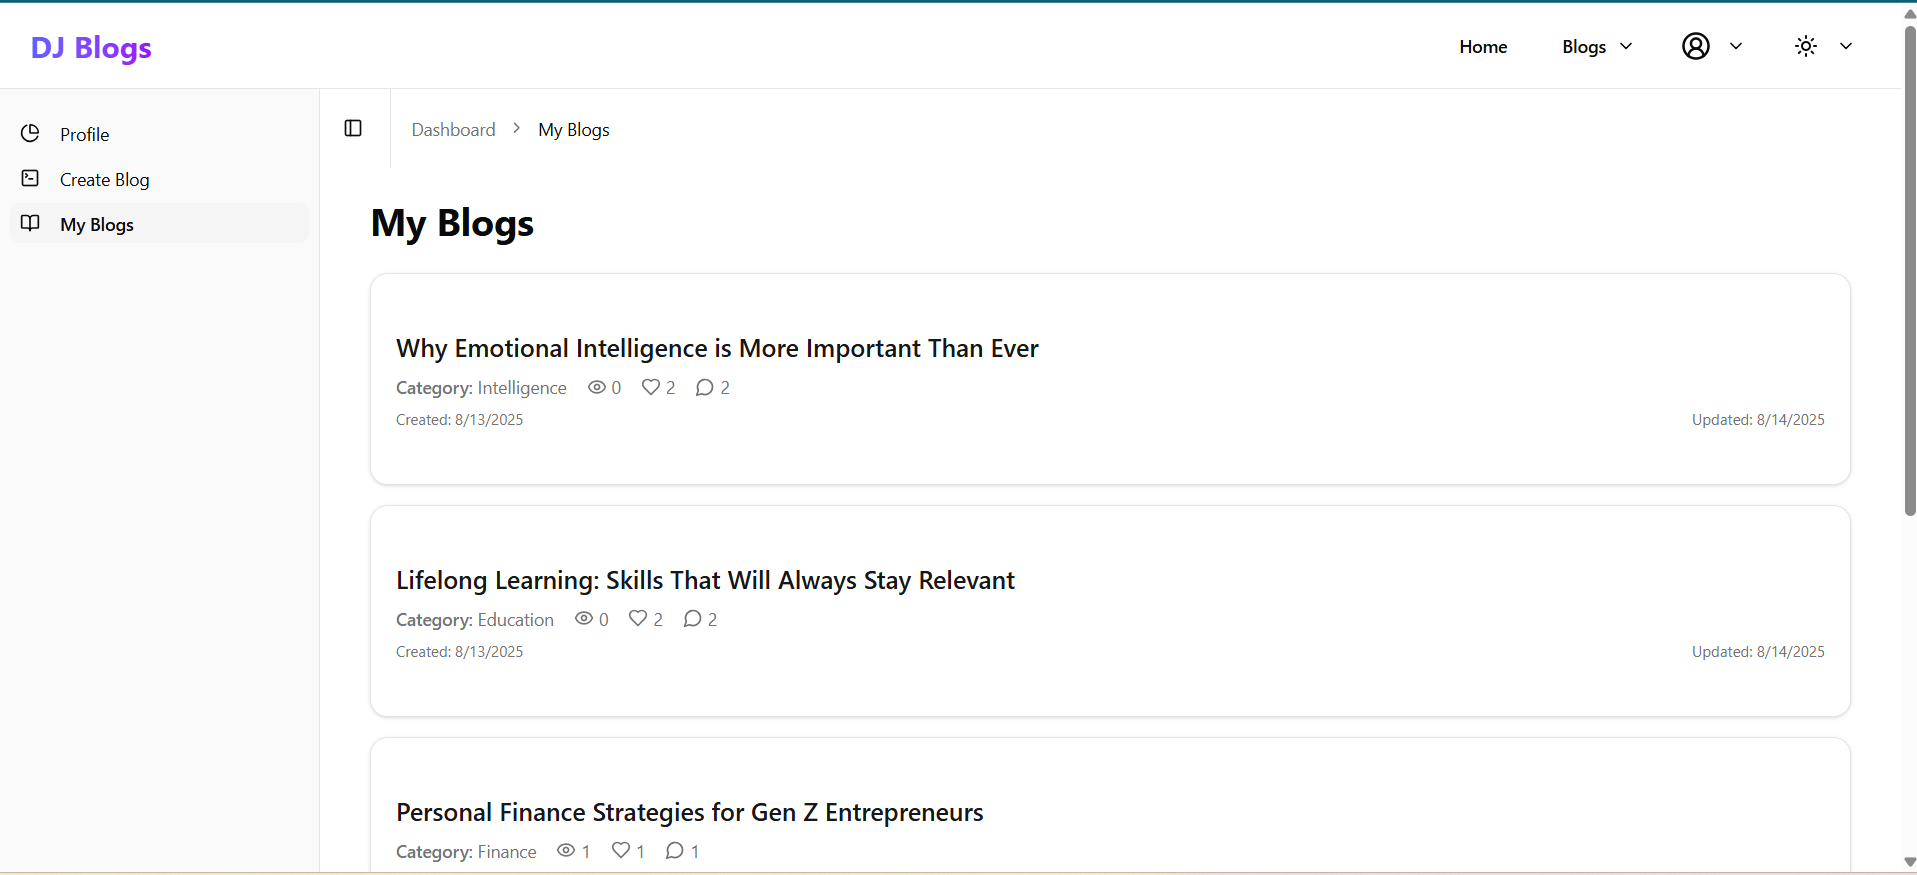 DJ Blogs
Home Blogs
Profile
Create Blog
My Blogs
Dashboard My Blogs
My Blogs
Why Emotional Intelligence is More Important Than Ever
Category: Intelligence 0 2 2
Created: 8/13/2025 Updated: 8/14/2025
Lifelong Learning: Skills That Will Always Stay Relevant
Category: Education 0 2 2
Created: 8/13/2025 Updated: 8/14/2025
Personal Finance Strategies for Gen Z Entrepreneurs
Category: Finance 1 1 1